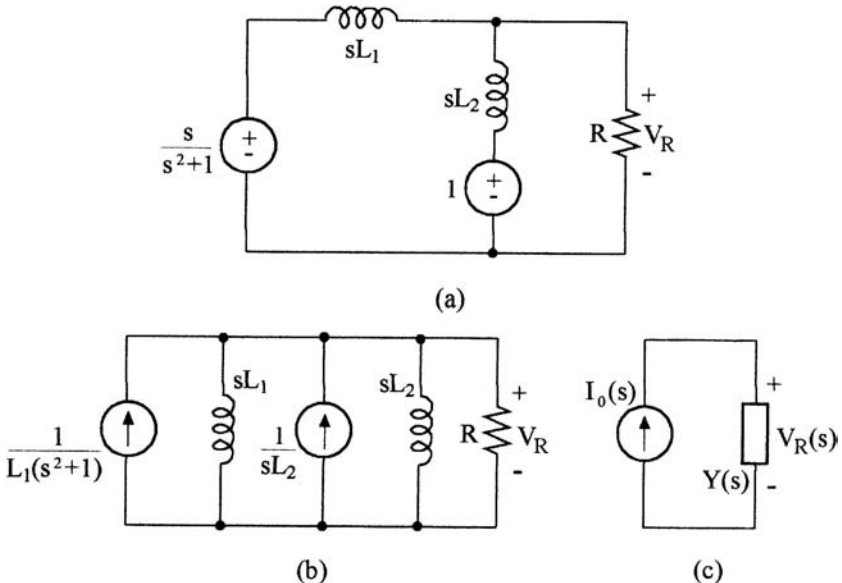 sL₁
sL₂
s
s²+1
+
-
1
+
-
R
+
V_R
-
(a)
1
L₁(s²+1)
sL₁
1
sL₂
sL₂
R
+
V_R
-
(b)
I₀(s)
+
V_R(s)
Y(s)
-
(c)